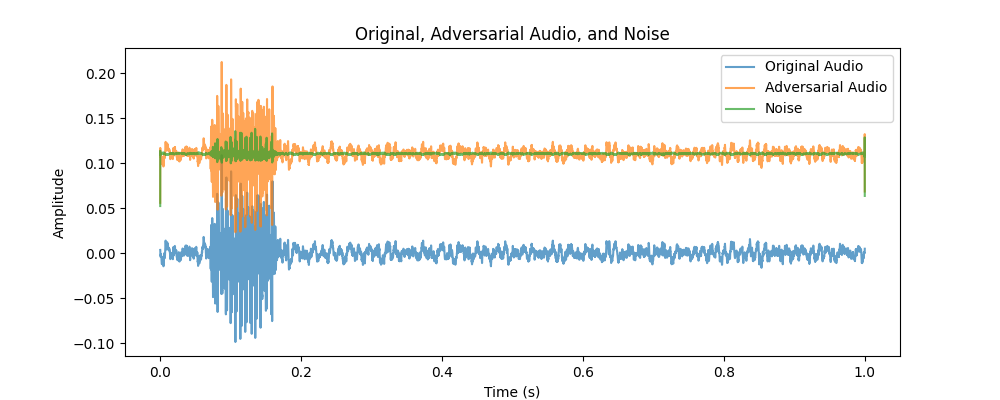 Original, Adversarial Audio, and Noise
Original Audio
Adversarial Audio
Noise
Amplitude
0.20
0.15
0.10
0.05
0.00
−0.05
−0.10
0.0 0.2 0.4 0.6 0.8 1.0
Time (s)